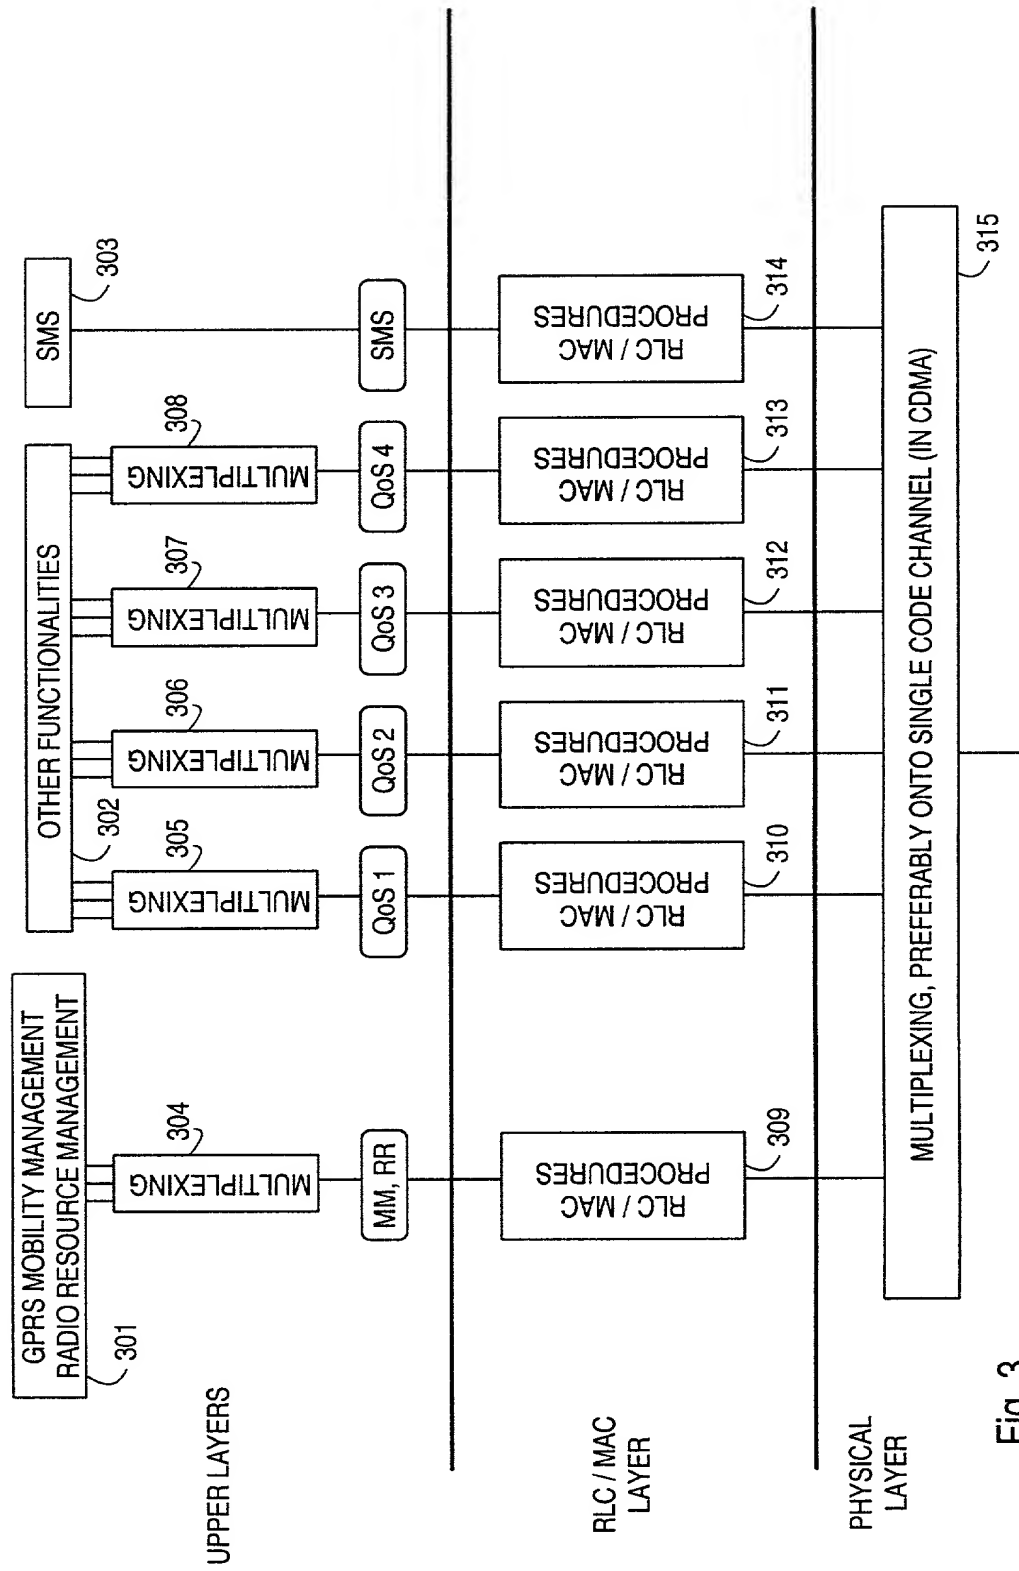 GPRS MOBILITY MANAGEMENT
RADIO RESOURCE MANAGEMENT
301
OTHER FUNCTIONALITIES
302
SMS
303
UPPER LAYERS
304
MULTIPLEXING
305
MULTIPLEXING
306
MULTIPLEXING
307
MULTIPLEXING
308
MULTIPLEXING
MM, RR
QoS 1
QoS 2
QoS 3
QoS 4
SMS
RLC / MAC
LAYER
RLC / MAC
PROCEDURES
309
RLC / MAC
PROCEDURES
310
RLC / MAC
PROCEDURES
311
RLC / MAC
PROCEDURES
312
RLC / MAC
PROCEDURES
313
RLC / MAC
PROCEDURES
314
PHYSICAL
LAYER
MULTIPLEXING, PREFERABLY ONTO SINGLE CODE CHANNEL (IN CDMA)
315
Fig. 3